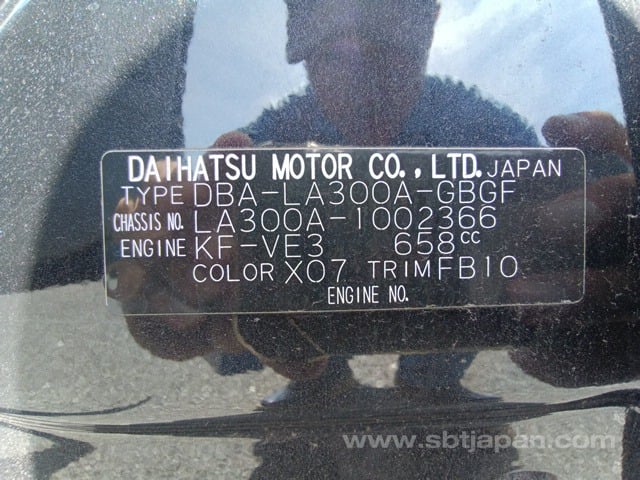 DAIHATSU MOTOR CO., LTD. JAPAN
TYPE DBA-LA300A-GBGF
CHASSIS NO. LA300A-1002366
ENGINE KF-VE3 658cc
COLOR X07 TRIM FB10
ENGINE NO.
www.sbtjapan.com